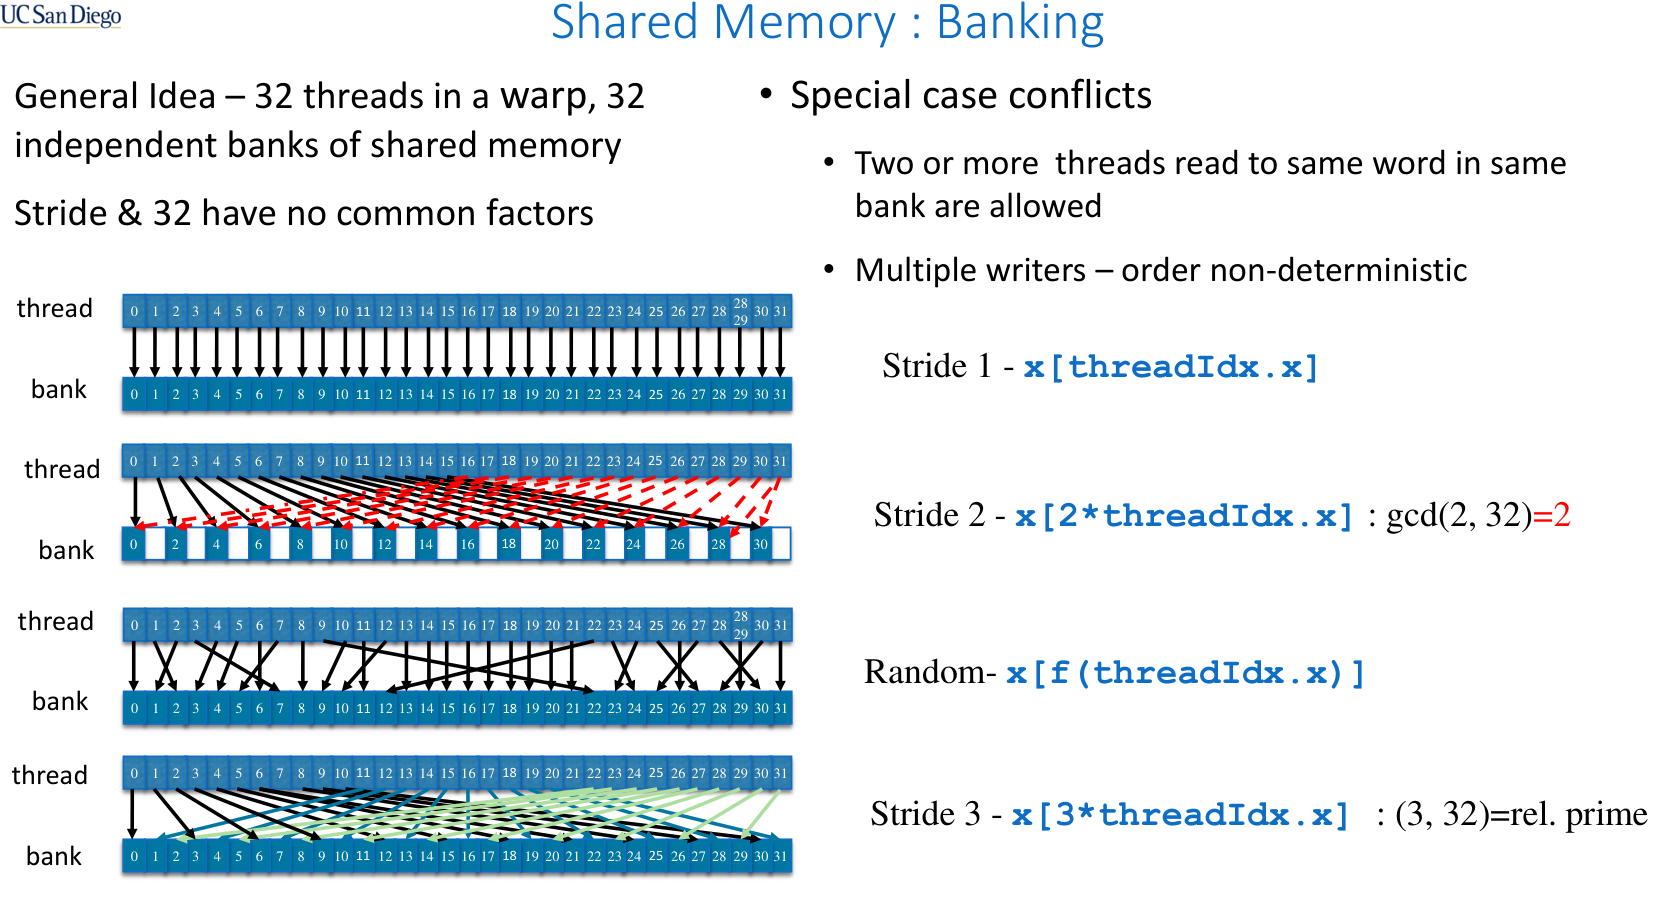 UC San Diego
Shared Memory : Banking
General Idea – 32 threads in a warp, 32
independent banks of shared memory
Stride & 32 have no common factors
• Special case conflicts
• Two or more threads read to same word in same
bank are allowed
• Multiple writers – order non-deterministic
thread 0 1 2 3 4 5 6 7 8 9 10 11 12 13 14 15 16 17 18 19 20 21 22 23 24 25 26 27 28 28 29 30 31
bank 0 1 2 3 4 5 6 7 8 9 10 11 12 13 14 15 16 17 18 19 20 21 22 23 24 25 26 27 28 29 30 31
Stride 1 - x[threadIdx.x]
thread 0 1 2 3 4 5 6 7 8 9 10 11 12 13 14 15 16 17 18 19 20 21 22 23 24 25 26 27 28 29 30 31
bank 0 2 4 6 8 10 12 14 16 18 20 22 24 26 28 30
Stride 2 - x[2*threadIdx.x] : gcd(2, 32)=2
thread 0 1 2 3 4 5 6 7 8 9 10 11 12 13 14 15 16 17 18 19 20 21 22 23 24 25 26 27 28 28 29 30 31
bank 0 1 2 3 4 5 6 7 8 9 10 11 12 13 14 15 16 17 18 19 20 21 22 23 24 25 26 27 28 29 30 31
Random- x[f(threadIdx.x)]
thread 0 1 2 3 4 5 6 7 8 9 10 11 12 13 14 15 16 17 18 19 20 21 22 23 24 25 26 27 28 29 30 31
bank 0 1 2 3 4 5 6 7 8 9 10 11 12 13 14 15 16 17 18 19 20 21 22 23 24 25 26 27 28 29 30 31
Stride 3 - x[3*threadIdx.x] : (3, 32)=rel. prime